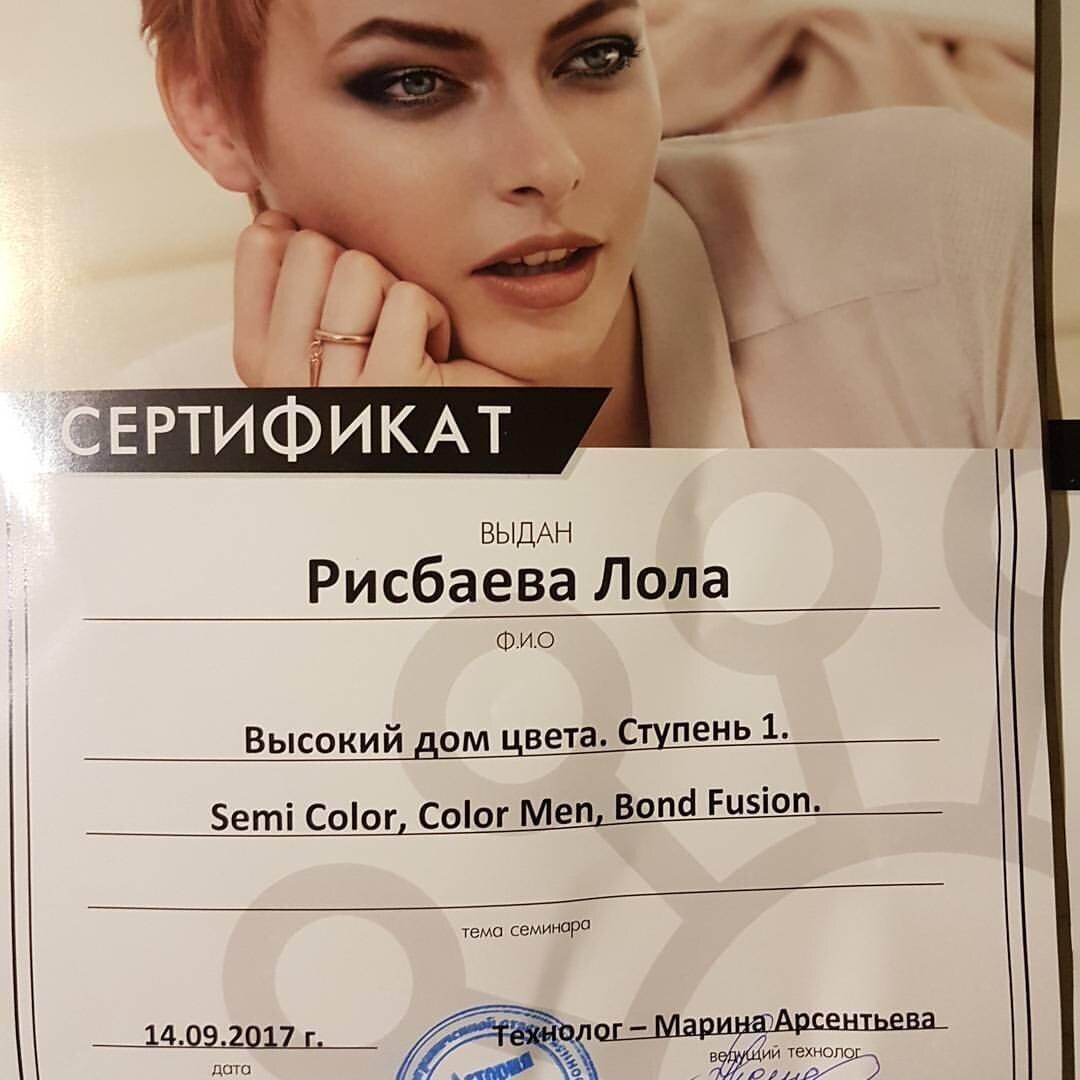 СЕРТИФИКАТ
ВЫДАН
Рисбаева Лола
Ф.И.О
Высокий дом цвета. Ступень 1.
Semi Color, Color Men, Bond Fusion.
тема семинара
14.09.2017 г.
Технолог – Марина Арсентьева
дата
ведущий технолог